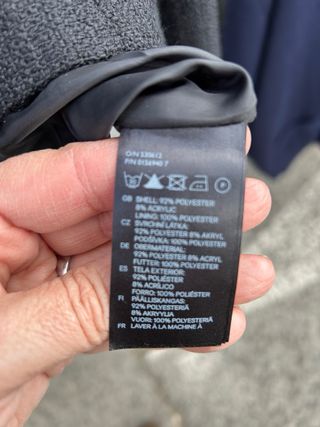 O/N 330612
P/N 0136940 7
GB SHELL: 92% POLYESTER
8% ACRYLIC
LINING: 100% POLYESTER
CZ SVRCHNÍ LÁTKA:
92% POLYESTER 8% AKRYL
PODŠÍVKA: 100% POLYESTER
DE OBERMATERIAL:
92% POLYESTER 8% ACRYL
FUTTER: 100% POLYESTER
ES TELA EXTERIOR:
92% POLIÉSTER
8% ACRÍLICO
FORRO: 100% POLIÉSTER
FI PÄÄLLISKANGAS:
92% POLYESTERIÄ
8% AKRYYLIA
VUORI: 100% POLYESTERIÄ
FR LAVER À LA MACHINE À